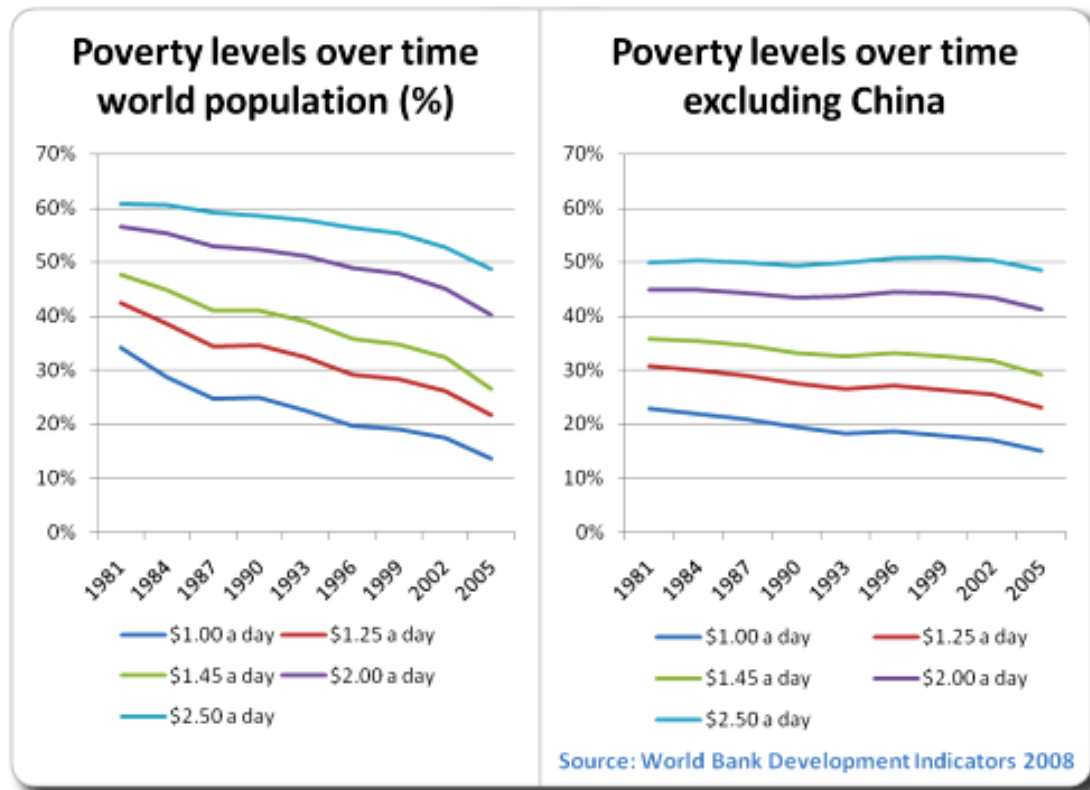 Poverty levels over time
world population (%)
70%
60%
50%
40%
30%
20%
10%
0%
1981
1984
1987
1990
1993
1996
1999
2002
2005
$1.00 a day
$1.25 a day
$1.45 a day
$2.00 a day
$2.50 a day
Poverty levels over time
excluding China
70%
60%
50%
40%
30%
20%
10%
0%
1981
1984
1987
1990
1993
1996
1999
2002
2005
$1.00 a day
$1.25 a day
$1.45 a day
$2.00 a day
$2.50 a day
Source: World Bank Development Indicators 2008